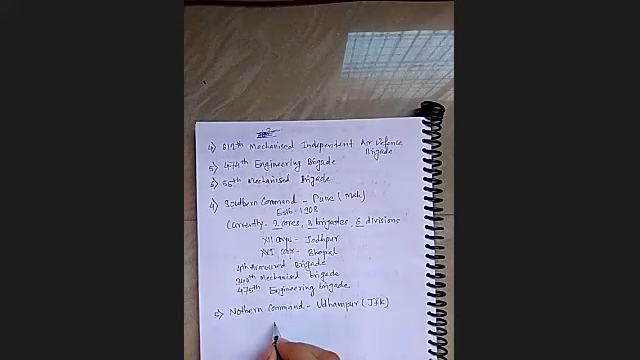 4) 612th Mechanised Independent Air Defence
Brigade
5) 474th Engineering Brigade
6) 55th Mechanised Brigade
4) Southern Command - Pune (Mah)
Estb - 1908
Currently - 2 cores, 3 brigades, 6 divisions
XII corps - Jodhpur
XXI corps - Bhopal
4th Armoured Brigade
340th Mechanised brigade
475th Engineering brigade
5) Nothern Command - Udhampur (J&K)